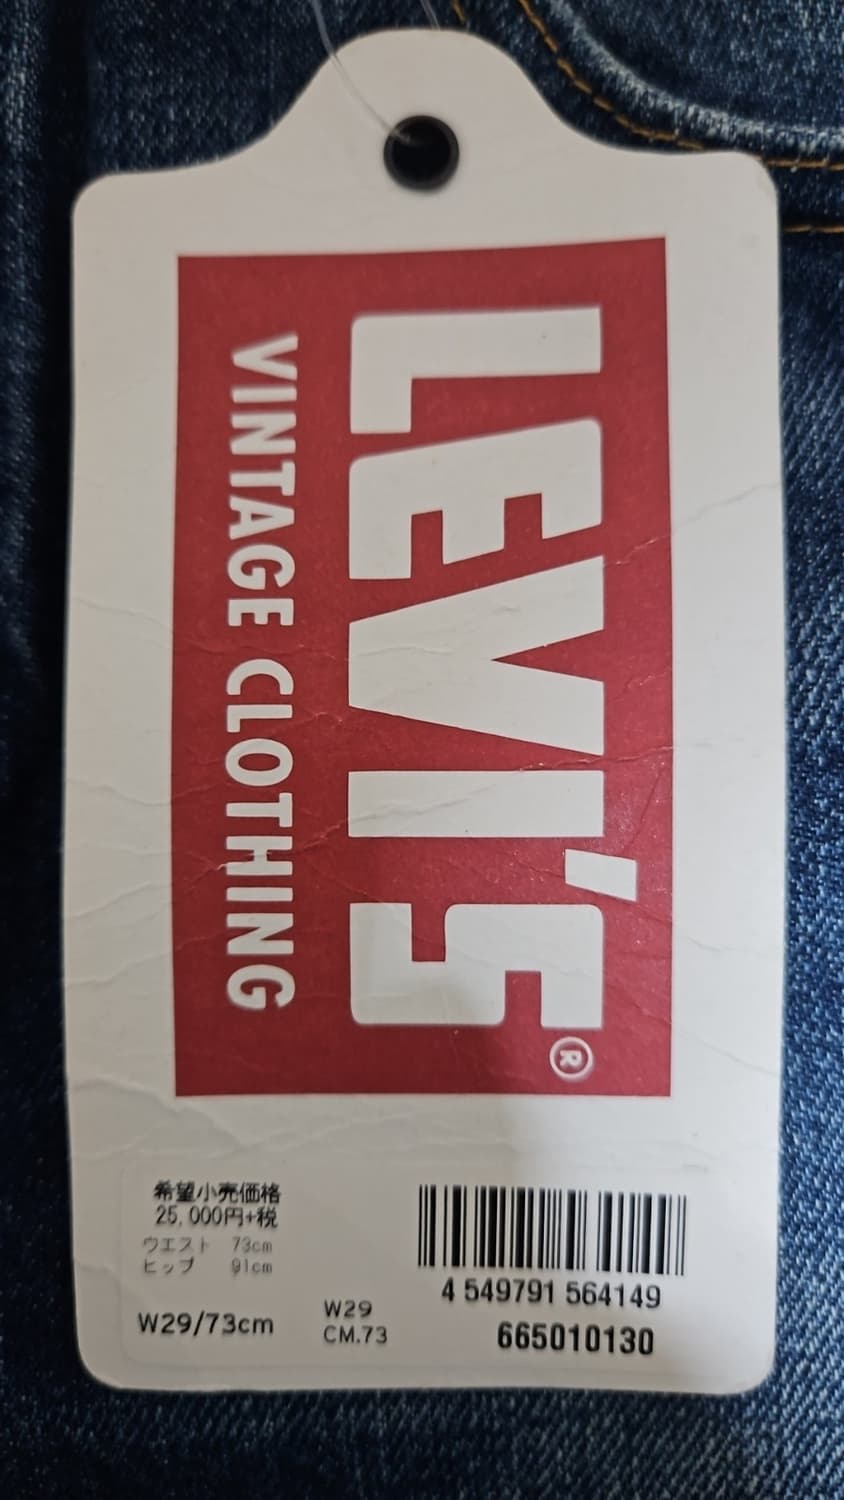 LEVI'S®
VINTAGE CLOTHING
希望小売価格
25,000円+税
ウエスト 73cm
ヒップ 91cm
W29/73cm
W29
CM.73
4 549791 564149
665010130